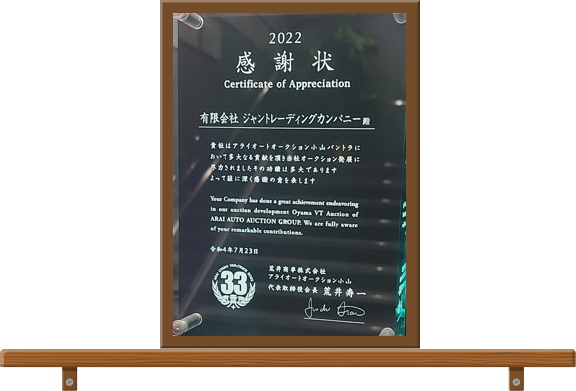 2022
感謝状
Certificate of Appreciation
有限会社 ジャントレーディングカンパニー 殿
貴社はアライオートオークション小山バントラに
おいて多大なる貢献を頂き当社オークション発展に
尽力されましたその功績は多大であります
よって茲に深く感謝の意を表します
Your Company has done a great achievement endeavoring
in our auction development Oyama VT Auction of
ARAI AUTO AUCTION GROUP. We are fully aware
of your remarkable contributions.
令和4年7月23日
33
荒井商事株式会社
アライオートオークション小山
代表取締役会長 荒井寿一